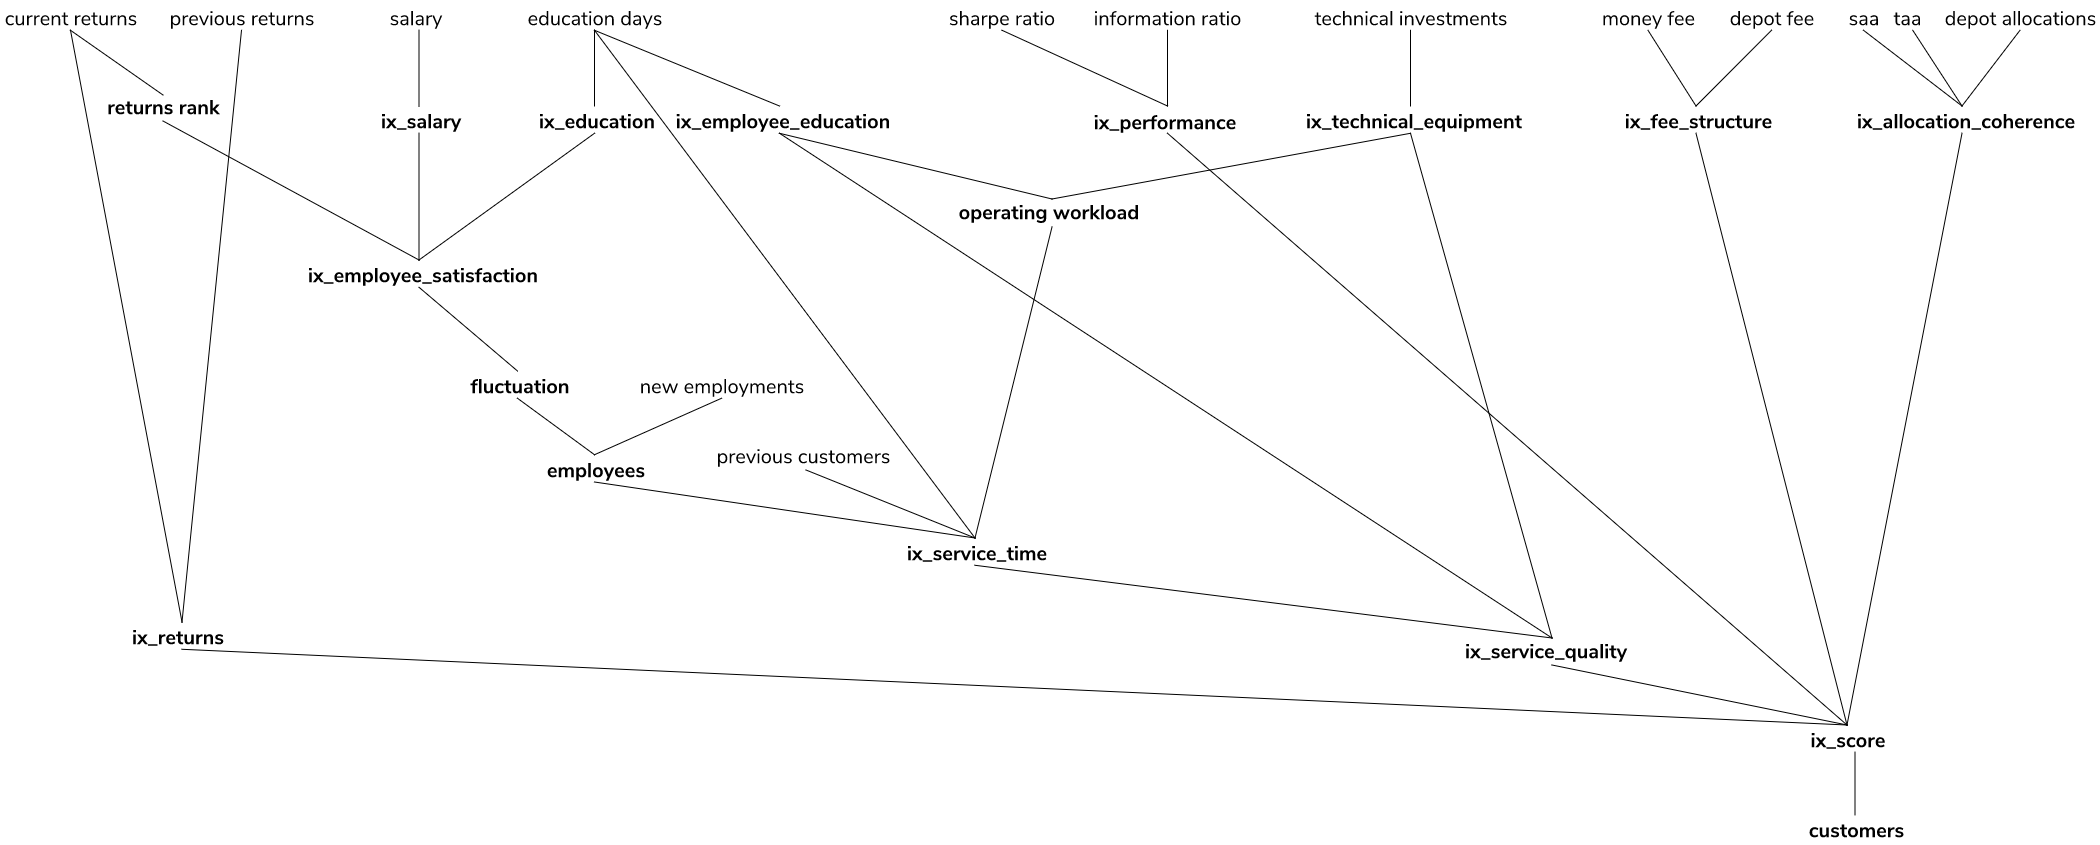 current returns
previous returns
salary
education days
sharpe ratio
information ratio
technical investments
money fee
depot fee
saa
taa
depot allocations
returns rank
ix_salary
ix_education
ix_employee_education
ix_performance
ix_technical_equipment
ix_fee_structure
ix_allocation_coherence
operating workload
ix_employee_satisfaction
fluctuation
new employments
previous customers
employees
ix_service_time
ix_returns
ix_service_quality
ix_score
customers